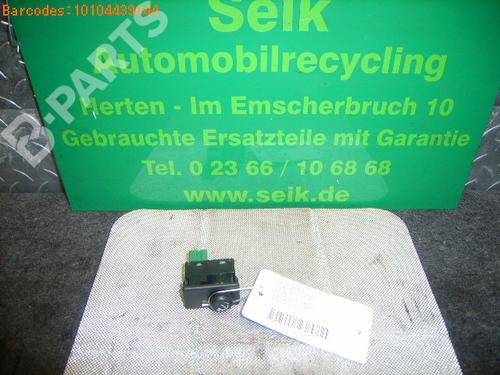 Barcodes:10104439044
B-PARTS
Seik
Automobilrecycling
Herten - Im Emscherbruch 10
Gebrauchte Ersatzteile mit Garantie
Tel. 0 23 66 / 10 68 68
www.seik.de